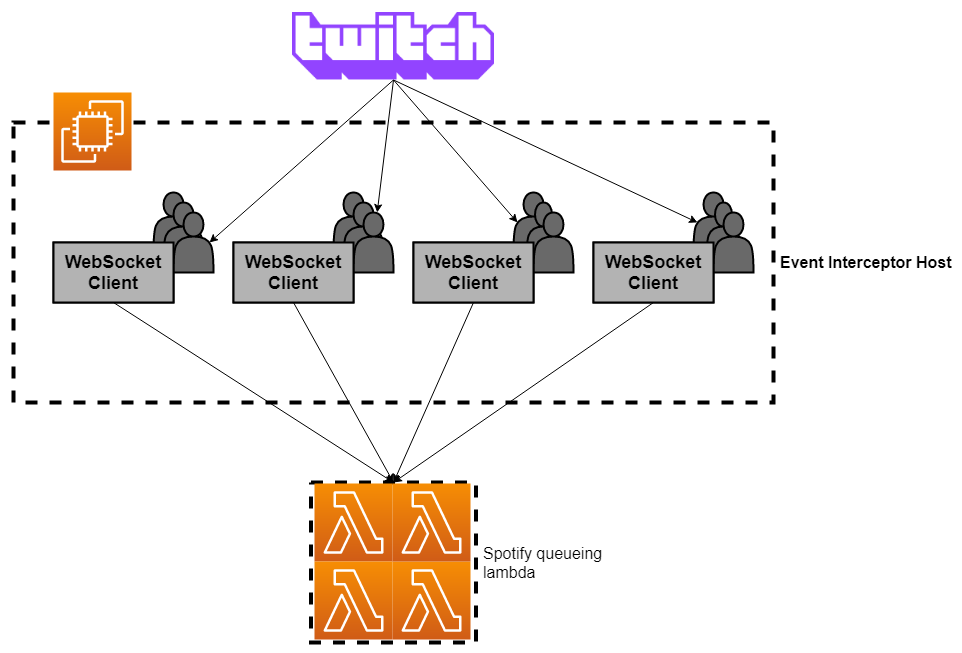 twitch
WebSocket
Client
WebSocket
Client
WebSocket
Client
WebSocket
Client
Event Interceptor Host
Spotify queueing
lambda